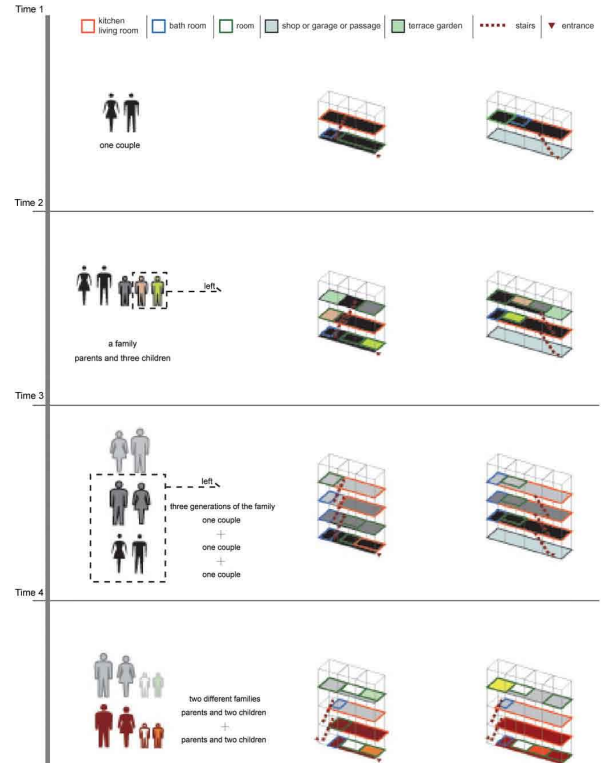 Time 1
kitchen
living room
bath room
room
shop or garage or passage
terrace garden
stairs
entrance
one couple
Time 2
left
a family
parents and three children
Time 3
left
three generations of the family
one couple
+
one couple
+
one couple
Time 4
two different families
parents and two children
+
parents and two children